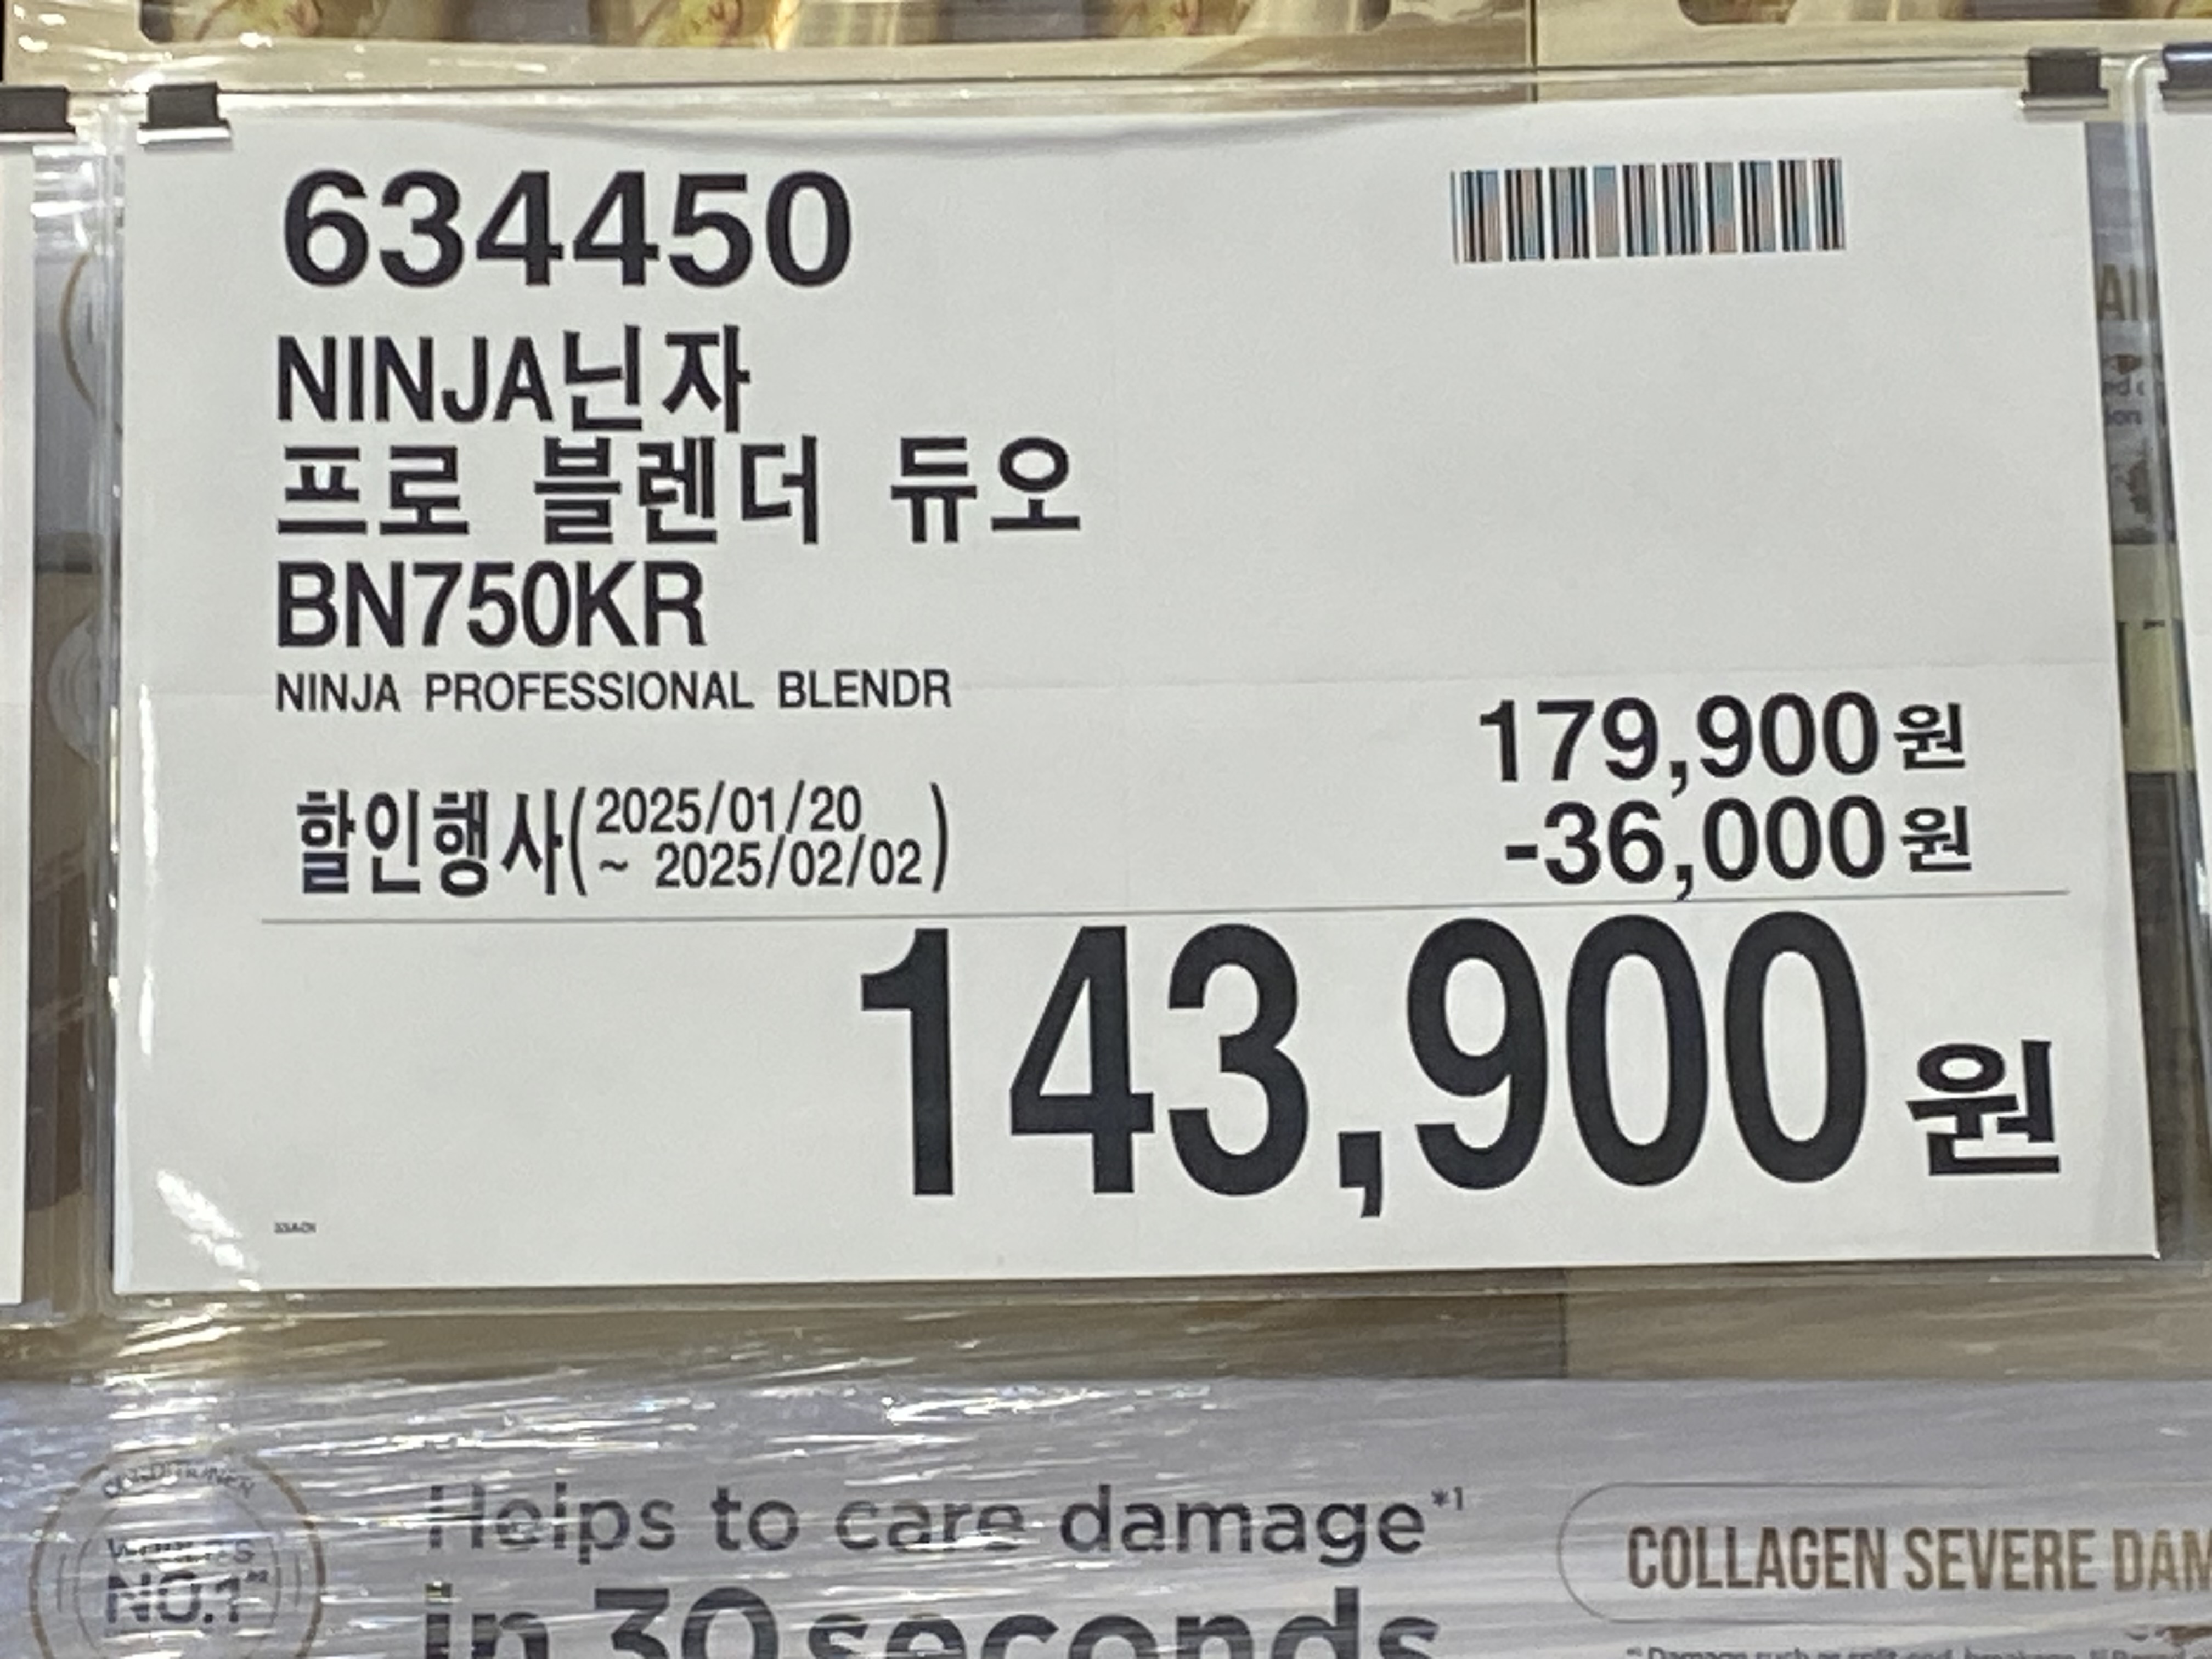 634450
NINJA닌자
프로 블렌더 듀오
BN750KR
NINJA PROFESSIONAL BLENDR
179,900원
할인행사(2025/01/20
~ 2025/02/02)
-36,000원
143,900원
Helps to care damage*1
in 30 seconds
NO.1
COLLAGEN SEVERE DAM